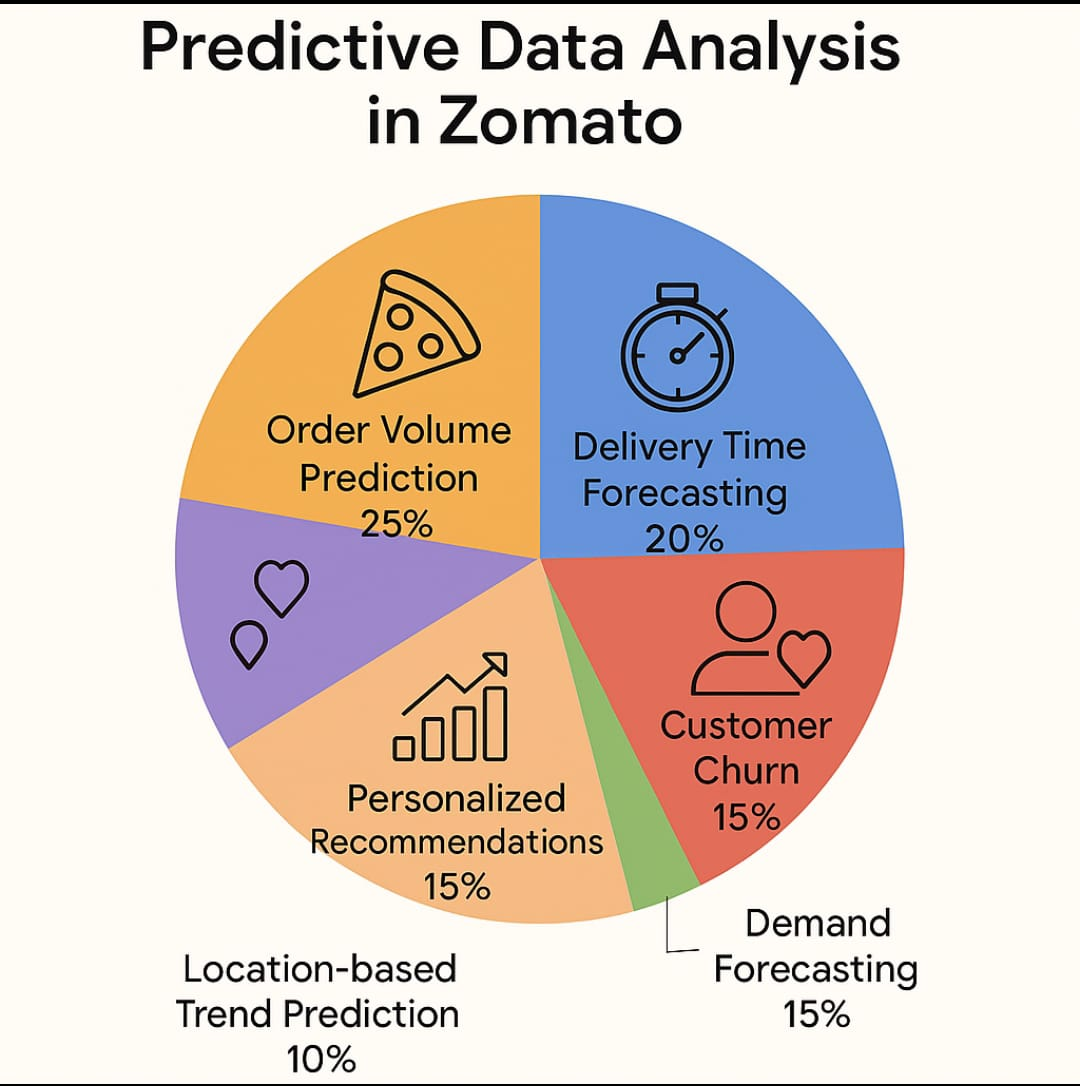 Predictive Data Analysis
in Zomato
Order Volume
Prediction
25%
Delivery Time
Forecasting
20%
Customer
Churn
15%
Personalized
Recommendations
15%
Demand
Forecasting
15%
Location-based
Trend Prediction
10%